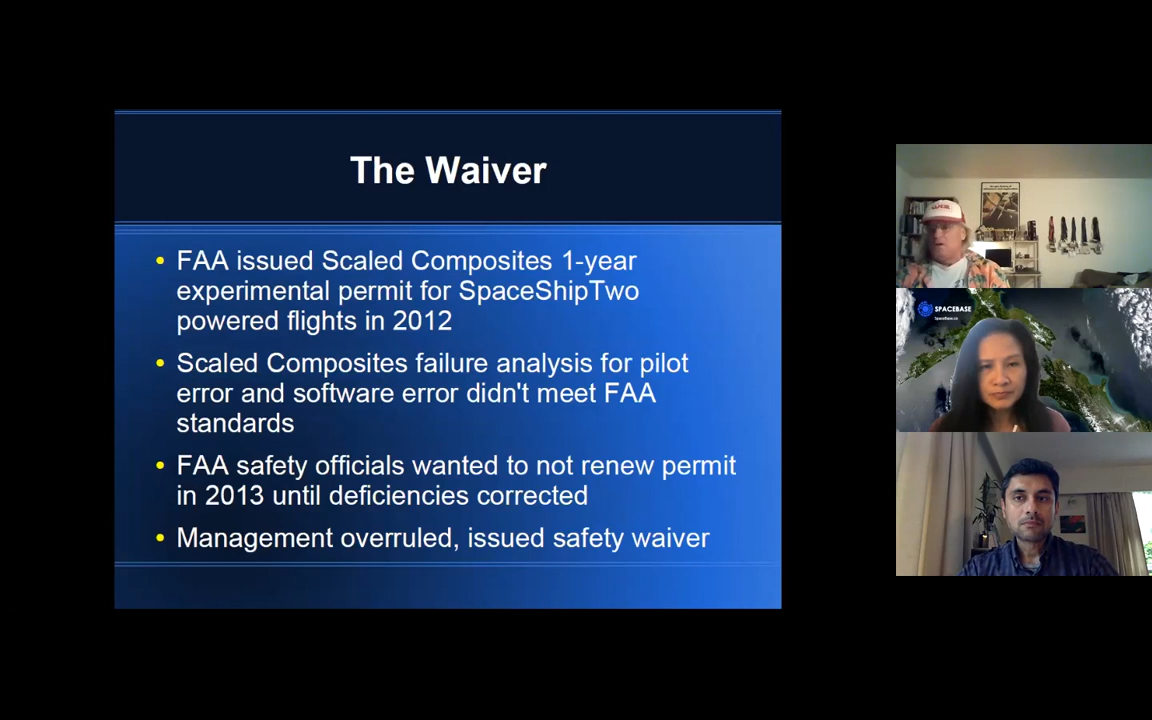 The Waiver
FAA issued Scaled Composites 1-year
experimental permit for SpaceShipTwo
powered flights in 2012
Scaled Composites failure analysis for pilot
error and software error didn't meet FAA
standards
FAA safety officials wanted to not renew permit
in 2013 until deficiencies corrected
Management overruled, issued safety waiver
SPACEBASE